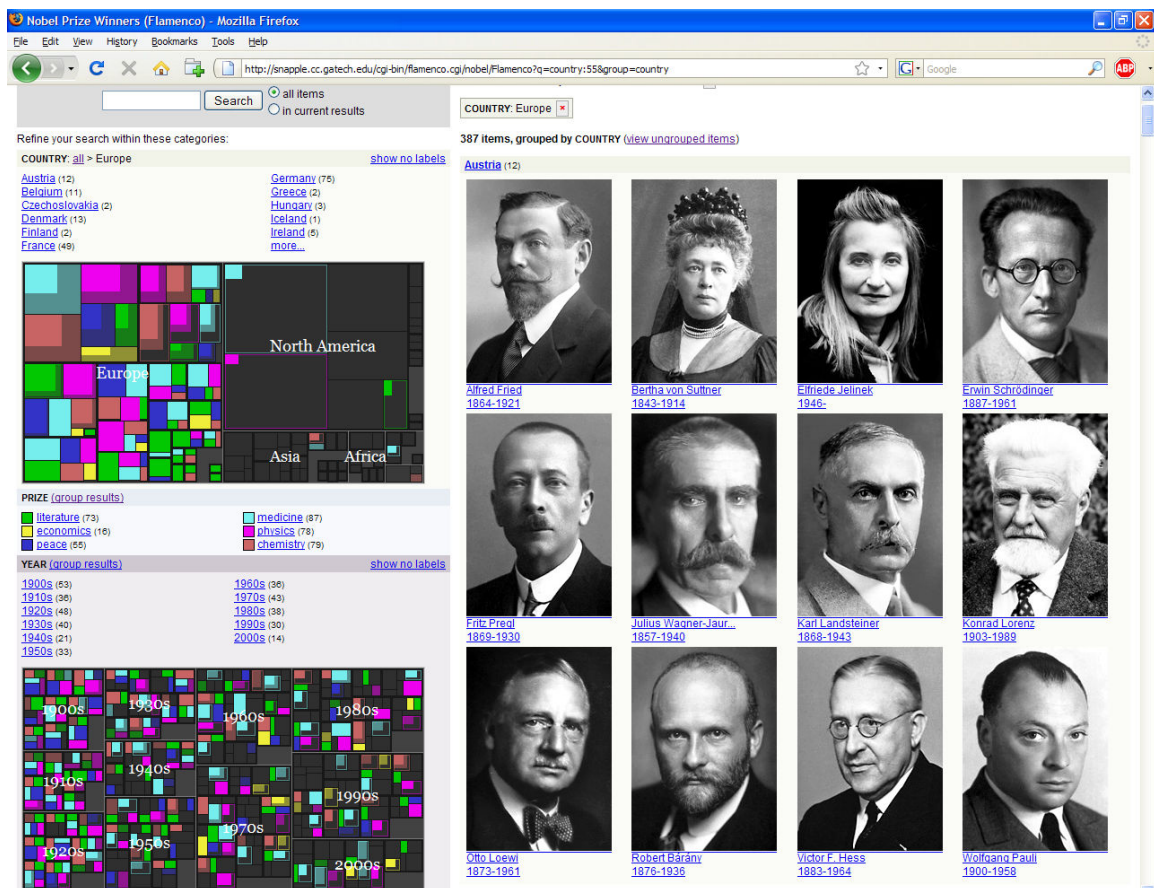 Nobel Prize Winners (Flamenco) - Mozilla Firefox
File Edit View History Bookmarks Tools Help
http://snapple.cc.gatech.edu/cgi-bin/flamenco.cgi/nobel/Flamenco?q=country:55&group=country
G Google
ABP
Search
all items
in current results
Refine your search within these categories:
COUNTRY: all > Europe show no labels
Austria (12) Germany (75)
Belgium (11) Greece (2)
Czechoslovakia (2) Hungary (3)
Denmark (13) Iceland (1)
Finland (2) Ireland (5)
France (49) more...
North America
Europe
Asia Africa
PRIZE (group results)
literature (73) medicine (87)
economics (16) physics (78)
peace (55) chemistry (79)
YEAR (group results) show no labels
1900s (53) 1960s (36)
1910s (36) 1970s (43)
1920s (48) 1980s (38)
1930s (40) 1990s (30)
1940s (21) 2000s (14)
1950s (33)
1900s 1930s 1960s 1980s
1910s 1940s 1990s
1920s 1950s 1970s 2000s
COUNTRY: Europe
387 items, grouped by COUNTRY (view ungrouped items)
Austria (12)
Alfred Fried Bertha von Suttner Elfriede Jelinek Erwin Schrödinger
1864-1921 1843-1914 1946- 1887-1961
Fritz Pregl Julius Wagner-Jaur... Karl Landsteiner Konrad Lorenz
1869-1930 1857-1940 1868-1943 1903-1989
Otto Loewi Robert Bárány Victor F. Hess Wolfgang Pauli
1873-1961 1876-1936 1883-1964 1900-1958